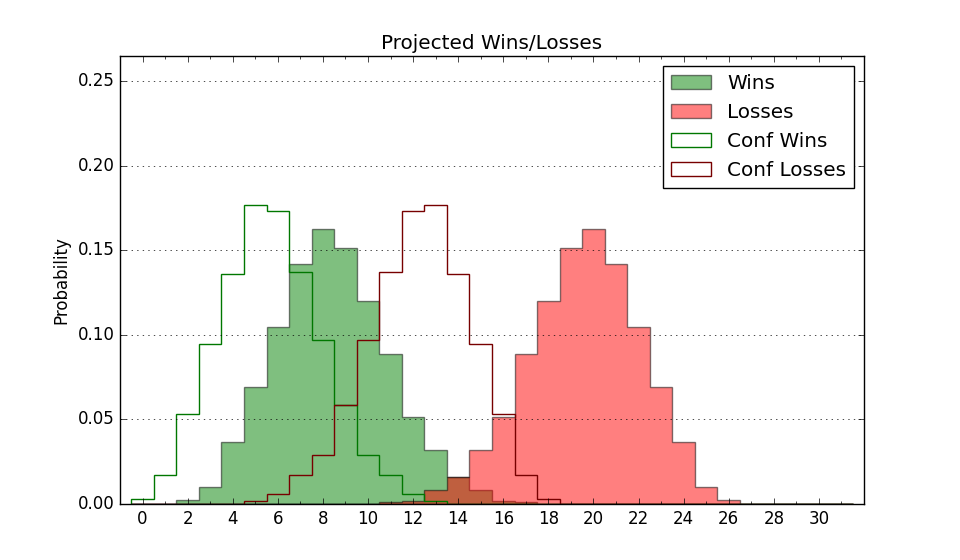 Projected Wins/Losses
Probability
0.25
0.20
0.15
0.10
0.05
0.00
0 2 4 6 8 10 12 14 16 18 20 22 24 26 28 30
Wins
Losses
Conf Wins
Conf Losses